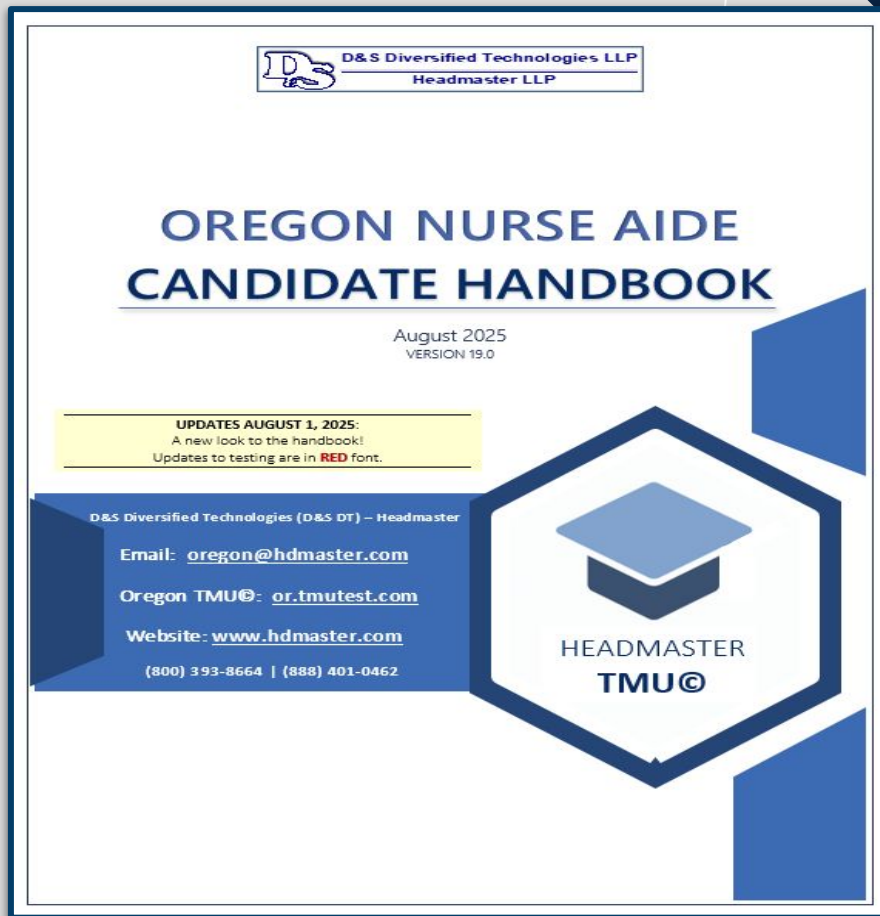 DS
D&S Diversified Technologies LLP
Headmaster LLP
OREGON NURSE AIDE
CANDIDATE HANDBOOK
August 2025
VERSION 19.0
UPDATES AUGUST 1, 2025:
A new look to the handbook!
Updates to testing are in RED font.
D&S Diversified Technologies (D&S DT) – Headmaster
Email: oregon@hdmaster.com
Oregon TMU©: or.tmutest.com
Website: www.hdmaster.com
(800) 393-8664 | (888) 401-0462
HEADMASTER
TMU©